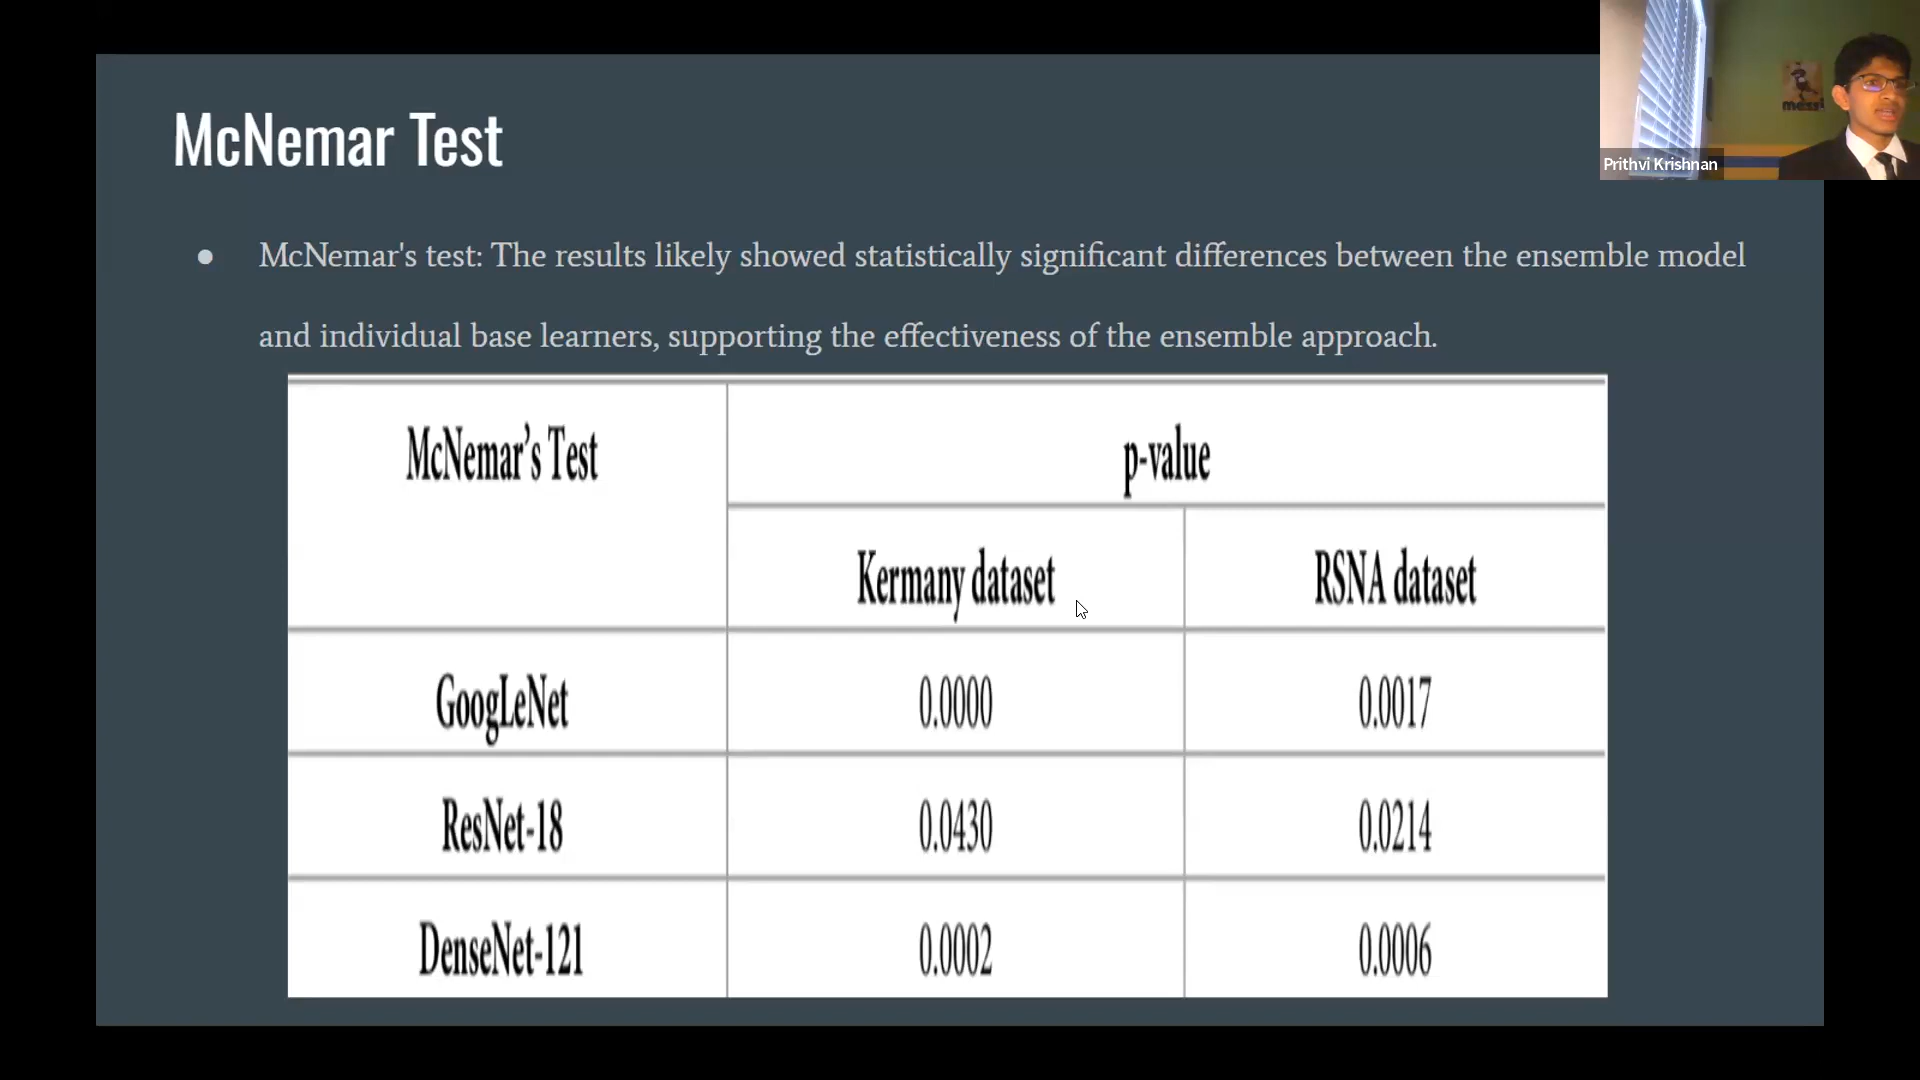 McNemar Test
● McNemar's test: The results likely showed statistically significant differences between the ensemble model
and individual base learners, supporting the effectiveness of the ensemble approach.
McNemar's Test p-value
Kermany dataset RSNA dataset
GoogLeNet 0.0000 0.0017
ResNet-18 0.0430 0.0214
DenseNet-121 0.0002 0.0006
messi
Prithvi Krishnan